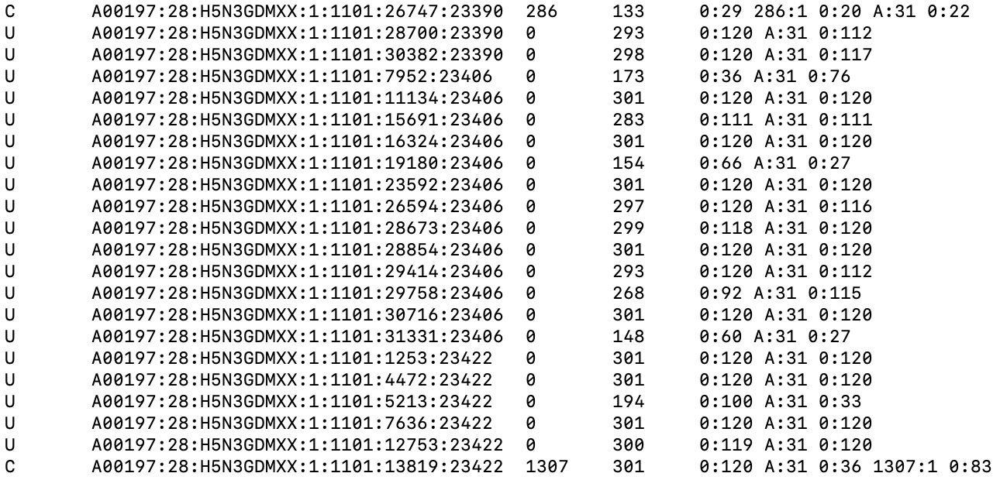 C A00197:28:H5N3GDMXX:1:1101:26747:23390 286 133 0:29 286:1 0:20 A:31 0:22
U A00197:28:H5N3GDMXX:1:1101:28700:23390 0 293 0:120 A:31 0:112
U A00197:28:H5N3GDMXX:1:1101:30382:23390 0 298 0:120 A:31 0:117
U A00197:28:H5N3GDMXX:1:1101:7952:23406 0 173 0:36 A:31 0:76
U A00197:28:H5N3GDMXX:1:1101:11134:23406 0 301 0:120 A:31 0:120
U A00197:28:H5N3GDMXX:1:1101:15691:23406 0 283 0:111 A:31 0:111
U A00197:28:H5N3GDMXX:1:1101:16324:23406 0 301 0:120 A:31 0:120
U A00197:28:H5N3GDMXX:1:1101:19180:23406 0 154 0:66 A:31 0:27
U A00197:28:H5N3GDMXX:1:1101:23592:23406 0 301 0:120 A:31 0:120
U A00197:28:H5N3GDMXX:1:1101:26594:23406 0 297 0:120 A:31 0:116
U A00197:28:H5N3GDMXX:1:1101:28673:23406 0 299 0:118 A:31 0:120
U A00197:28:H5N3GDMXX:1:1101:28854:23406 0 301 0:120 A:31 0:120
U A00197:28:H5N3GDMXX:1:1101:29414:23406 0 293 0:120 A:31 0:112
U A00197:28:H5N3GDMXX:1:1101:29758:23406 0 268 0:92 A:31 0:115
U A00197:28:H5N3GDMXX:1:1101:30716:23406 0 301 0:120 A:31 0:120
U A00197:28:H5N3GDMXX:1:1101:31331:23406 0 148 0:60 A:31 0:27
U A00197:28:H5N3GDMXX:1:1101:1253:23422 0 301 0:120 A:31 0:120
U A00197:28:H5N3GDMXX:1:1101:4472:23422 0 301 0:120 A:31 0:120
U A00197:28:H5N3GDMXX:1:1101:5213:23422 0 194 0:100 A:31 0:33
U A00197:28:H5N3GDMXX:1:1101:7636:23422 0 301 0:120 A:31 0:120
U A00197:28:H5N3GDMXX:1:1101:12753:23422 0 300 0:119 A:31 0:120
C A00197:28:H5N3GDMXX:1:1101:13819:23422 1307 301 0:120 A:31 0:36 1307:1 0:83